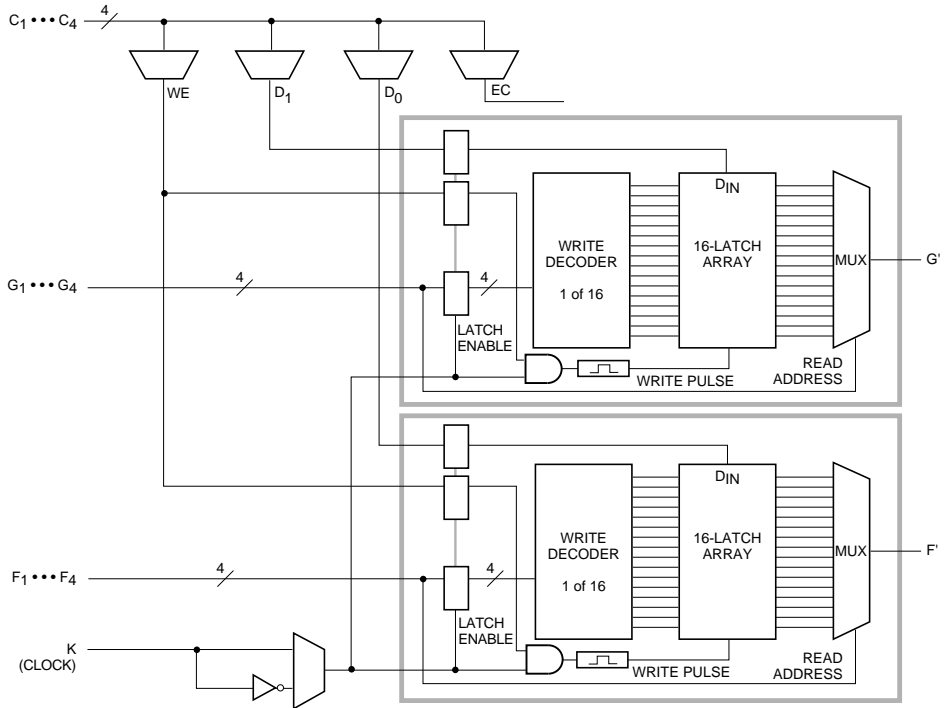 C1 • • • C4
4
WE
D1
D0
EC
DIN
WRITE
DECODER
1 of 16
16-LATCH
ARRAY
MUX
G'
G1 • • • G4
4
4
LATCH
ENABLE
WRITE PULSE
READ
ADDRESS
DIN
WRITE
DECODER
1 of 16
16-LATCH
ARRAY
MUX
F'
F1 • • • F4
4
4
LATCH
ENABLE
K
(CLOCK)
WRITE PULSE
READ
ADDRESS